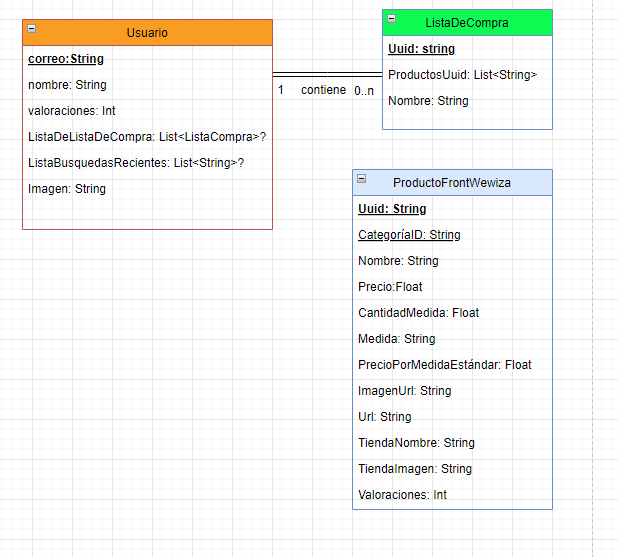 Usuario
correo:String
nombre: String
valoraciones: Int
ListaDeListaDeCompra: List<ListaCompra>?
ListaBusquedasRecientes: List<String>?
Imagen: String
1
contiene
0..n
ListaDeCompra
Uuid: string
ProductosUuid: List<String>
Nombre: String
ProductoFrontWewiza
Uuid: String
CategoríaID: String
Nombre: String
Precio:Float
CantidadMedida: Float
Medida: String
PrecioPorMedidaEstándar: Float
ImagenUrl: String
Url: String
TiendaNombre: String
TiendaImagen: String
Valoraciones: Int